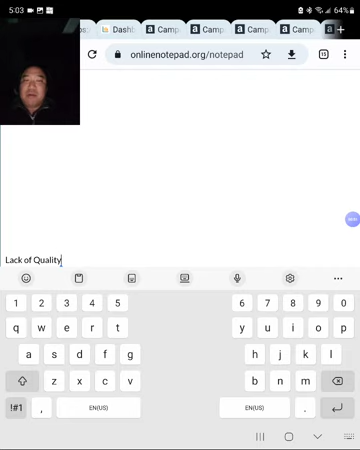 5:03
64%
Dashb
Camp
Camp
Camp
Camp
onlinenotepad.org/notepad
Lack of Quality
1 2 3 4 5 6 7 8 9 0
q w e r t y u i o p
a s d f g h j k l
z x c v b n m
!#1 , EN(US) EN(US) .